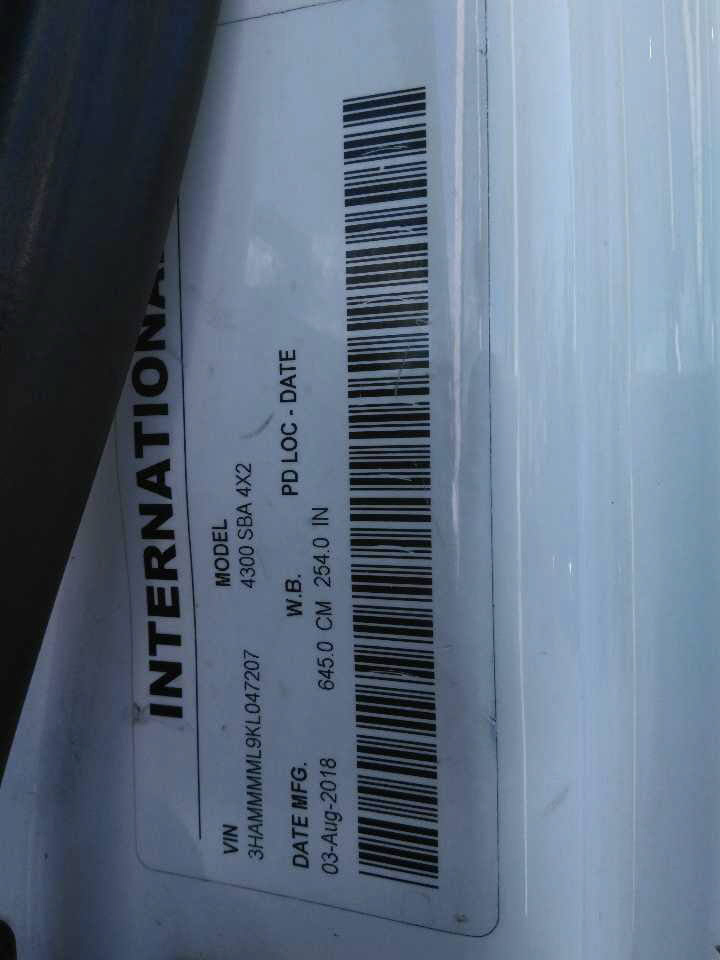 INTERNATIONA
VIN MODEL
3HAMMMML9KL047207 4300 SBA 4X2
DATE MFG. W.B. PD LOC - DATE
03-Aug-2018 645.0 CM 254.0 IN